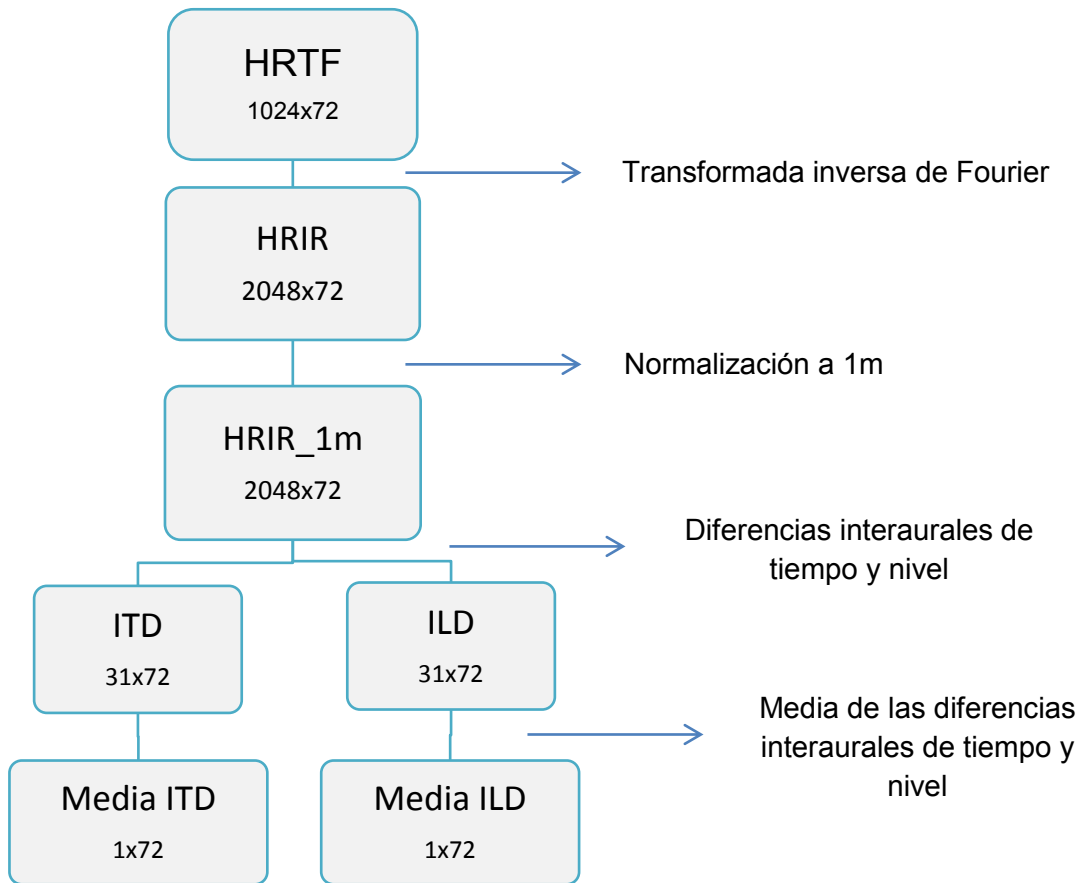 HRTF
1024x72
Transformada inversa de Fourier
HRIR
2048x72
Normalización a 1m
HRIR_1m
2048x72
Diferencias interaurales de
tiempo y nivel
ITD
31x72
ILD
31x72
Media de las diferencias
interaurales de tiempo y
nivel
Media ITD
1x72
Media ILD
1x72